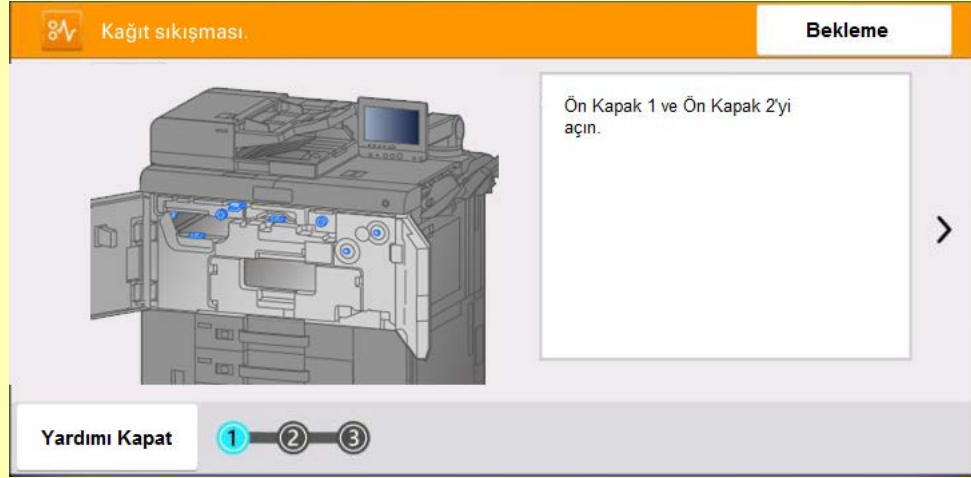 Kağıt sıkışması.
Bekleme
Ön Kapak 1 ve Ön Kapak 2'yi
açın.
Yardımı Kapat
1 2 3